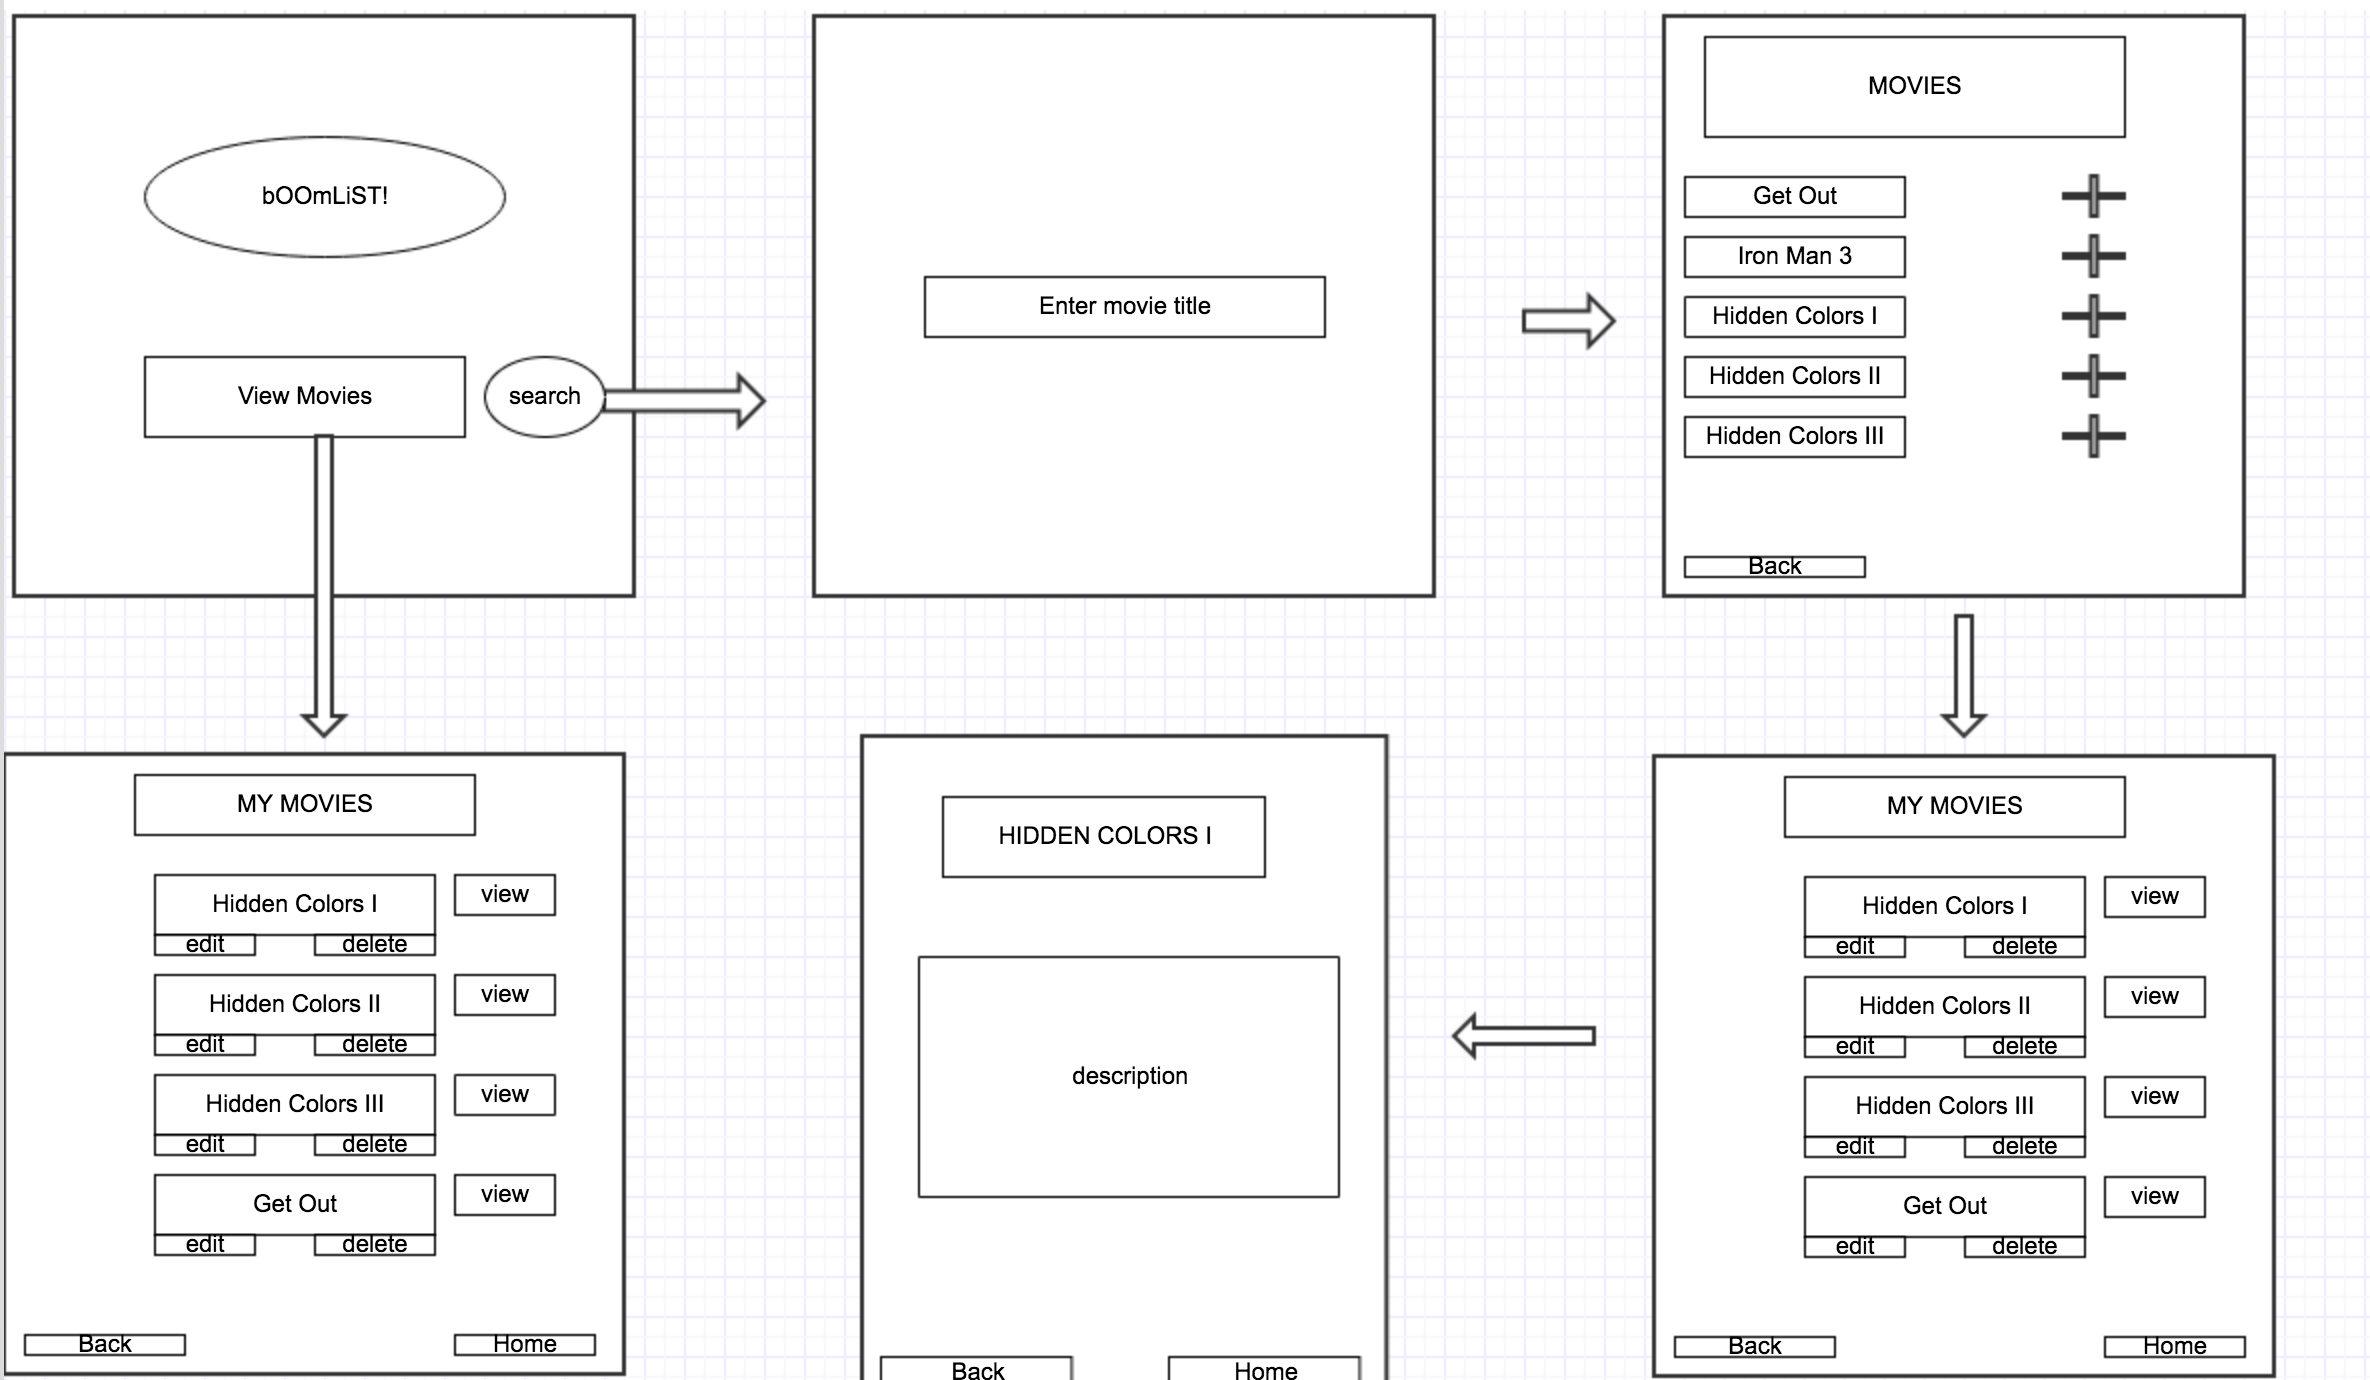 bOOmLiST!
View Movies
search
Enter movie title
MOVIES
Get Out
Iron Man 3
Hidden Colors I
Hidden Colors II
Hidden Colors III
Back
MY MOVIES
Hidden Colors I
view
edit
delete
Hidden Colors II
view
edit
delete
Hidden Colors III
view
edit
delete
Get Out
view
edit
delete
Back
Home
HIDDEN COLORS I
description
Back
Home
MY MOVIES
Hidden Colors I
view
edit
delete
Hidden Colors II
view
edit
delete
Hidden Colors III
view
edit
delete
Get Out
view
edit
delete
Back
Home